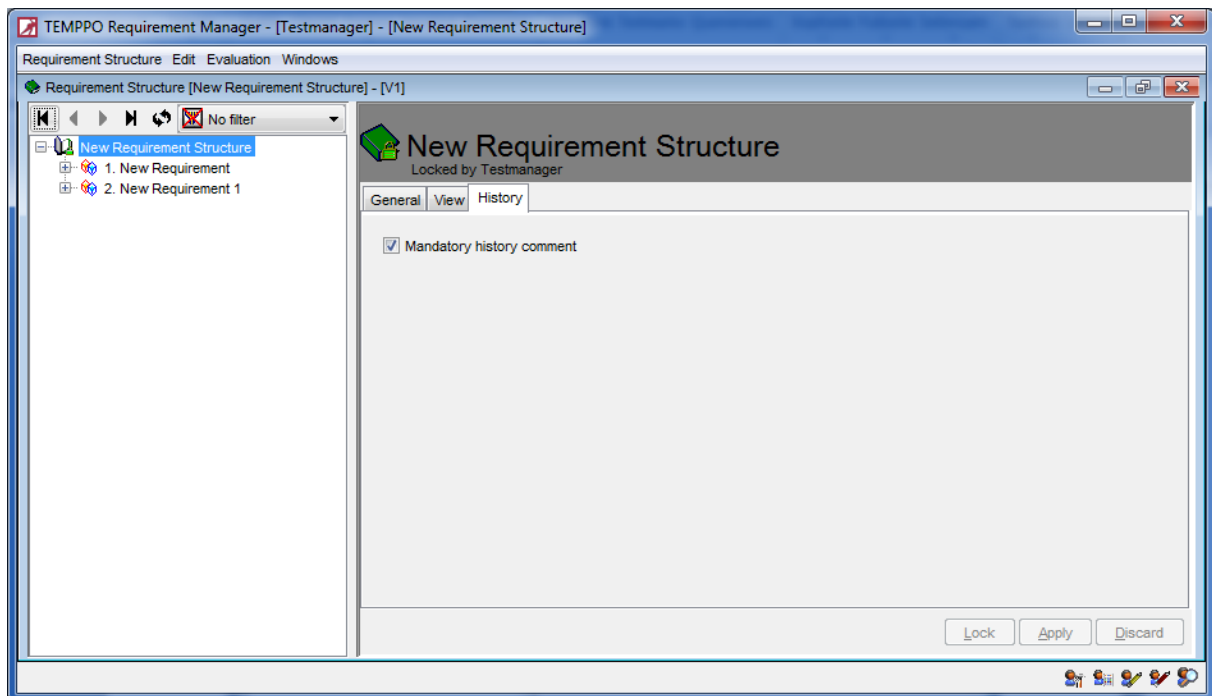 TEMPPO Requirement Manager - [Testmanager] - [New Requirement Structure]
Requirement Structure Edit Evaluation Windows
Requirement Structure [New Requirement Structure] - [V1]
No filter
New Requirement Structure
1. New Requirement
2. New Requirement 1
New Requirement Structure
Locked by Testmanager
General View History
Mandatory history comment
Lock Apply Discard